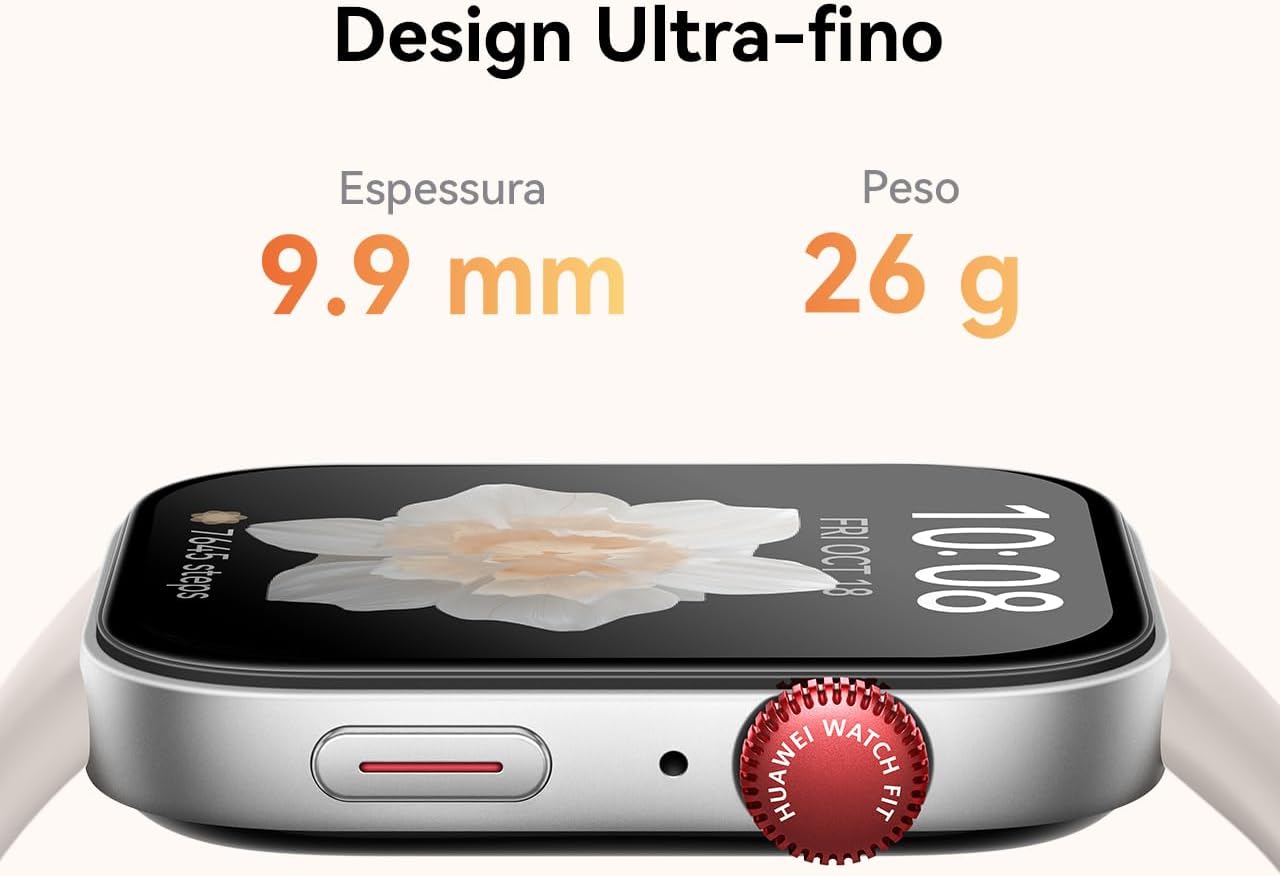 Design Ultra-fino
Espessura
9.9 mm
Peso
26 g
10:08
FRI OCT 18
7645 steps
HUAWEI WATCH FIT